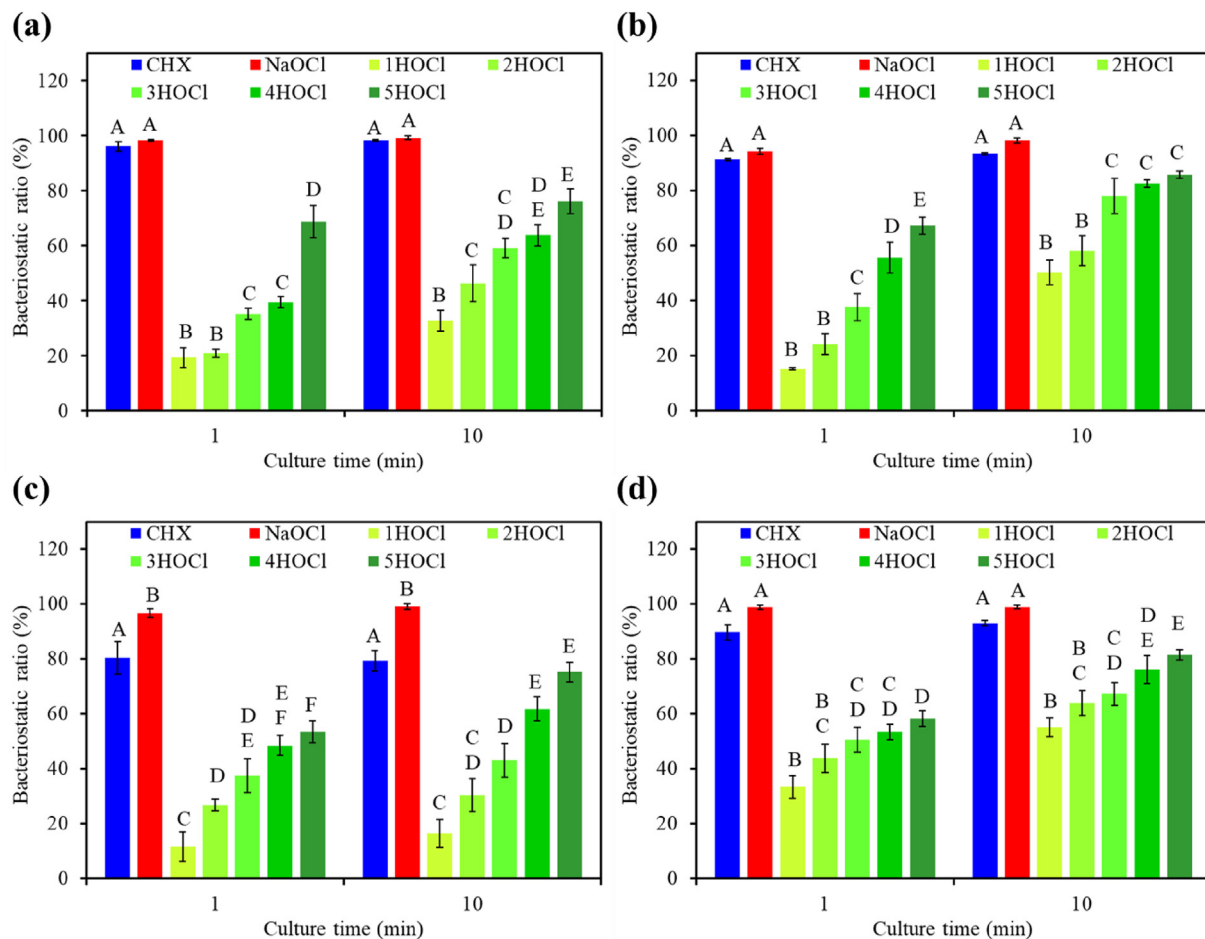 (a)
CHX NaOCl 1HOCl 2HOCl
3HOCl 4HOCl 5HOCl
Bacteriostatic ratio (%)
120
100
80
60
40
20
0
A A B B C C D
A A B C C D D E E
1 10
Culture time (min)
(b)
CHX NaOCl 1HOCl 2HOCl
3HOCl 4HOCl 5HOCl
Bacteriostatic ratio (%)
120
100
80
60
40
20
0
A A B B C D E
A A B B C C C
1 10
Culture time (min)
(c)
CHX NaOCl 1HOCl 2HOCl
3HOCl 4HOCl 5HOCl
Bacteriostatic ratio (%)
120
100
80
60
40
20
0
A B C D D E E F F
A B C C D D E E
1 10
Culture time (min)
(d)
CHX NaOCl 1HOCl 2HOCl
3HOCl 4HOCl 5HOCl
Bacteriostatic ratio (%)
120
100
80
60
40
20
0
A A B B C C D C D D
A A B B C C D D E E
1 10
Culture time (min)